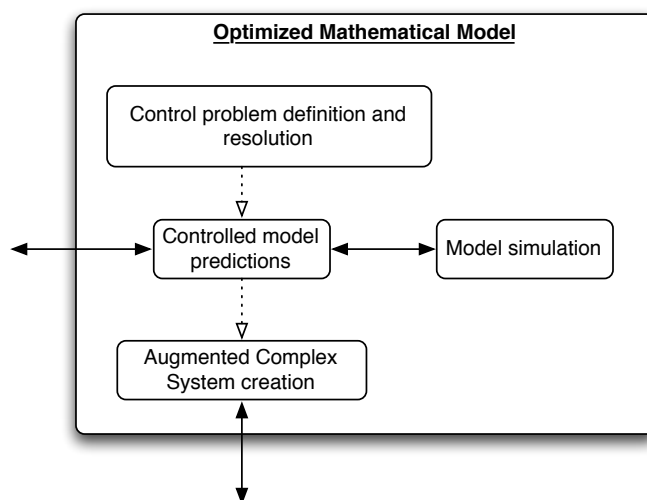 Optimized Mathematical Model
Control problem definition and
resolution
Controlled model
predictions
Model simulation
Augmented Complex
System creation